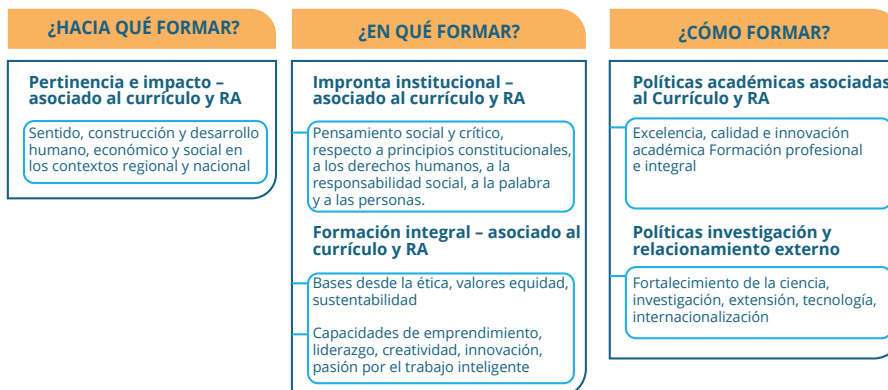 ¿HACIA QUÉ FORMAR?
Pertinencia e impacto –
asociado al currículo y RA
Sentido, construcción y desarrollo
humano, económico y social en
los contextos regional y nacional
¿EN QUÉ FORMAR?
Impronta institucional –
asociado al currículo y RA
Pensamiento social y crítico,
respecto a principios constitucionales,
a los derechos humanos, a la
responsabilidad social, a la palabra
y a las personas.
Formación integral – asociado al
currículo y RA
Bases desde la ética, valores equidad,
sustentabilidad
Capacidades de emprendimiento,
liderazgo, creatividad, innovación,
pasión por el trabajo inteligente
¿CÓMO FORMAR?
Políticas académicas asociadas
al Currículo y RA
Excelencia, calidad e innovación
académica Formación profesional
e integral
Políticas investigación y
relacionamiento externo
Fortalecimiento de la ciencia,
investigación, extensión, tecnología,
internacionalización